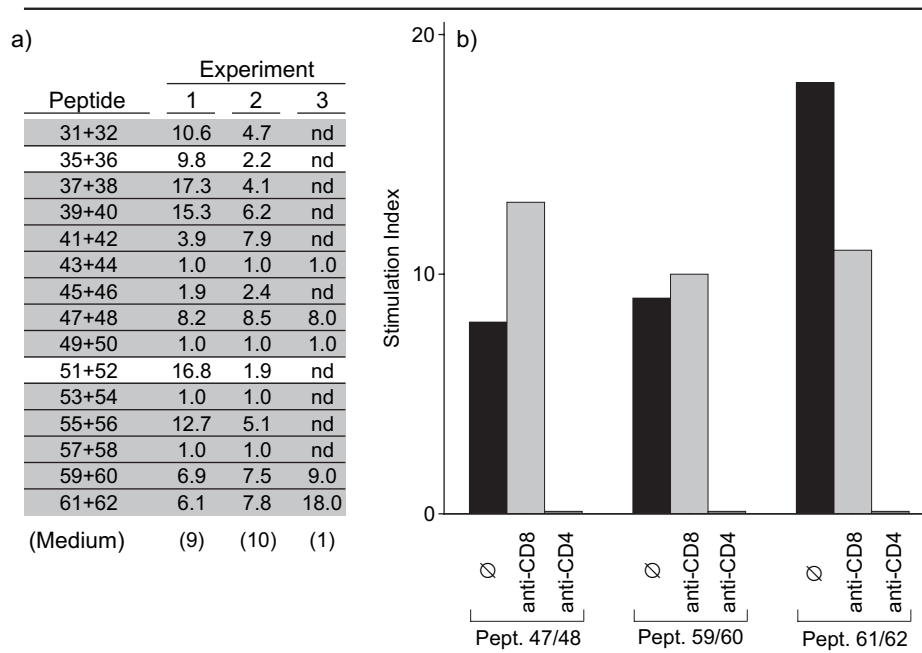 a)
Experiment
Peptide 1 2 3
31+32 10.6 4.7 nd
35+36 9.8 2.2 nd
37+38 17.3 4.1 nd
39+40 15.3 6.2 nd
41+42 3.9 7.9 nd
43+44 1.0 1.0 1.0
45+46 1.9 2.4 nd
47+48 8.2 8.5 8.0
49+50 1.0 1.0 1.0
51+52 16.8 1.9 nd
53+54 1.0 1.0 nd
55+56 12.7 5.1 nd
57+58 1.0 1.0 nd
59+60 6.9 7.5 9.0
61+62 6.1 7.8 18.0
(Medium) (9) (10) (1)
b)
Stimulation Index
20
10
0
∅ anti-CD8 anti-CD4 ∅ anti-CD8 anti-CD4 ∅ anti-CD8 anti-CD4
Pept. 47/48 Pept. 59/60 Pept. 61/62